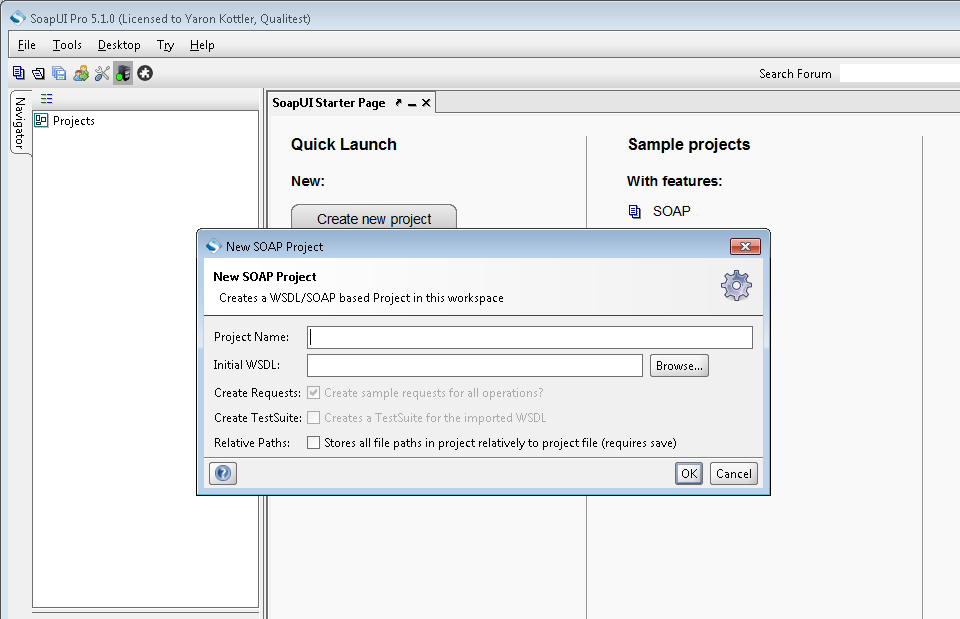 SoapUI Pro 5.1.0 (Licensed to Yaron Kottler, Qualitest)
File Tools Desktop Try Help
Search Forum
Navigator
Projects
SoapUI Starter Page
Quick Launch
New:
Create new project
Sample projects
With features:
SOAP
New SOAP Project
New SOAP Project
Creates a WSDL/SOAP based Project in this workspace
Project Name:
Initial WSDL:
Browse...
Create Requests: Create sample requests for all operations?
Create TestSuite: Creates a TestSuite for the imported WSDL
Relative Paths: Stores all file paths in project relatively to project file (requires save)
OK Cancel